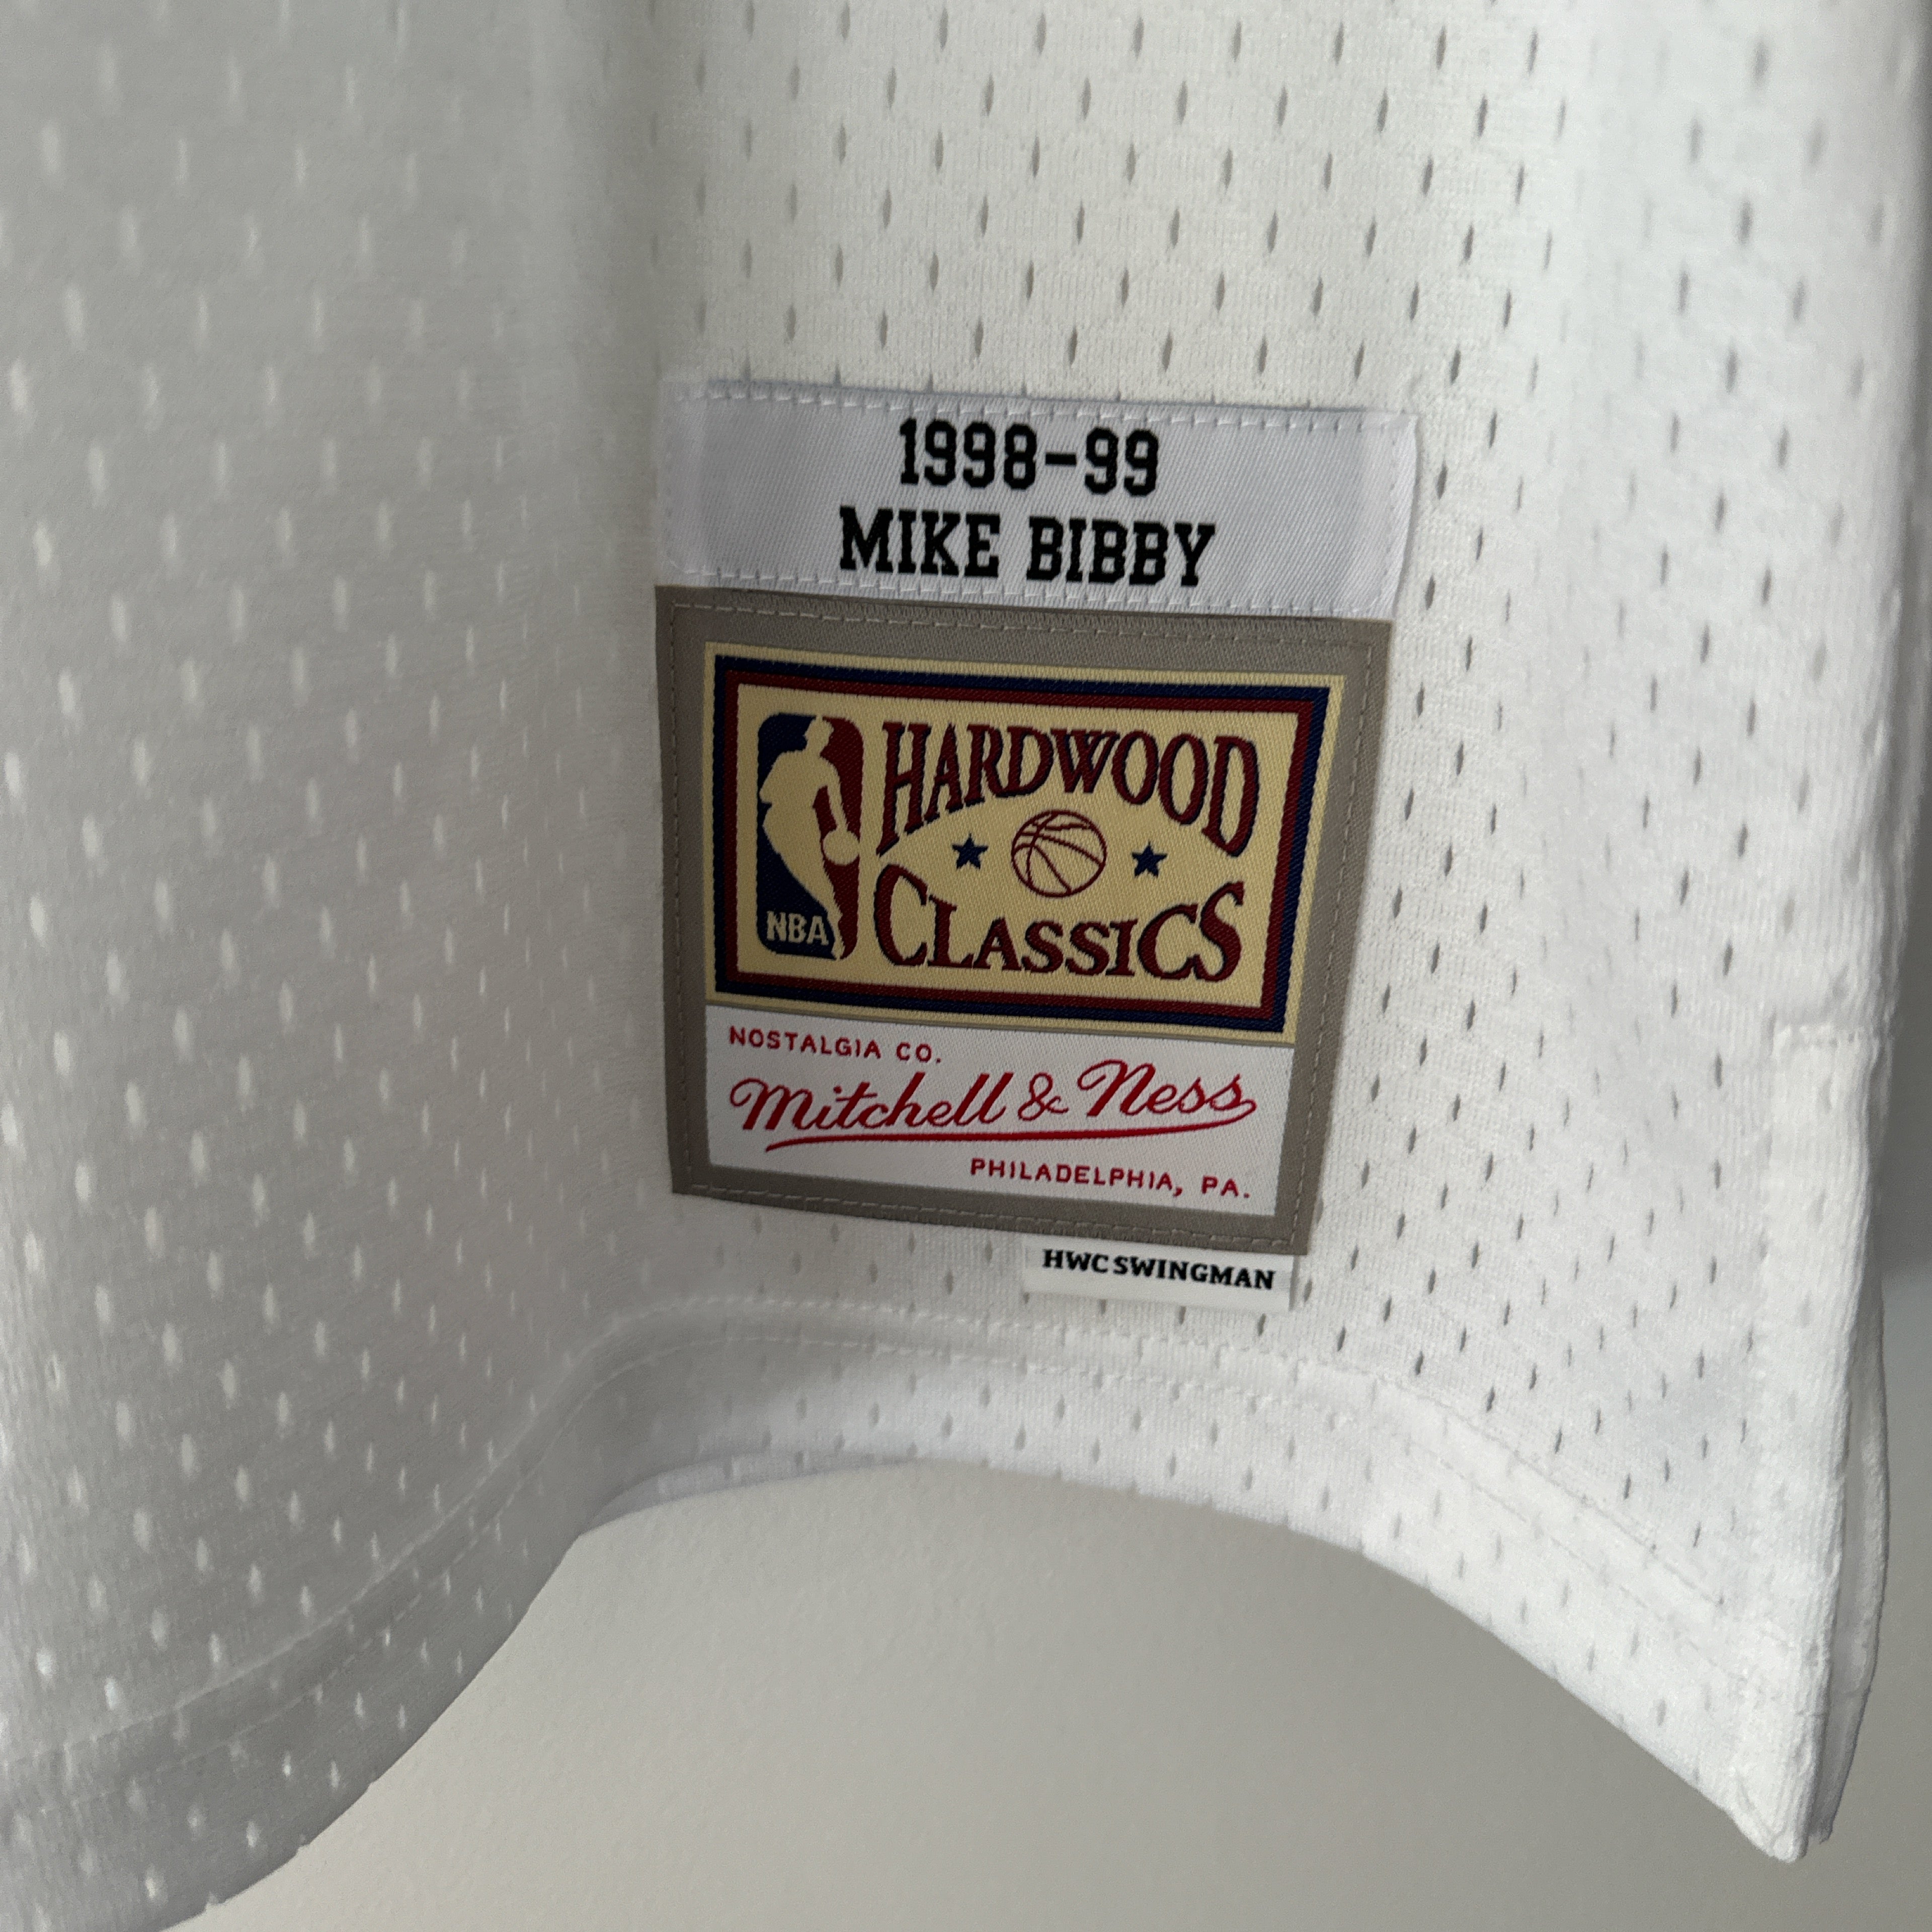 1998-99
MIKE BIBBY
HARDWOOD
CLASSICS
NBA
NOSTALGIA CO.
Mitchell & Ness
PHILADELPHIA, PA.
HWC SWINGMAN